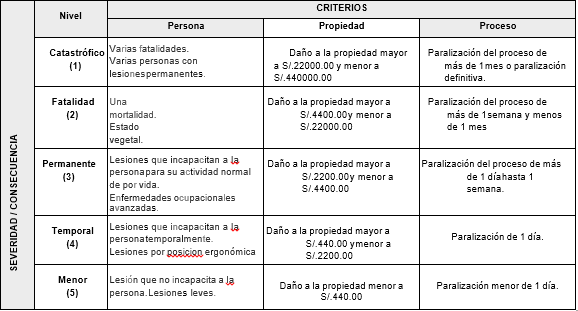 CRITERIOS
Nivel
Persona
Propiedad
Proceso
SEVERIDAD / CONSECUENCIA
Catastrófico
(1)
Varias fatalidades.
Varias personas con
lesionespermanentes.
Daño a la propiedad mayor
a S/.22000.00 y menor a
S/.440000.00
Paralización del proceso de
más de 1mes o paralización
definitiva.
Fatalidad
(2)
Una
mortalidad.
Estado
vegetal.
Daño a la propiedad mayor a
S/.4400.00y menor a
S/.22000.00
Paralización del proceso de
más de 1semana y menos
de 1 mes
Permanente
(3)
Lesiones que incapacitan a la
personapara su actividad normal
de por vida.
Enfermedades ocupacionales
avanzadas.
Daño a la propiedad mayor a
S/.2200.00y menor a
S/.4400.00
Paralización del proceso de más
de 1 díahasta 1
semana.
Temporal
(4)
Lesiones que incapacitan a la
personatemporalmente.
Lesiones por posicion ergonómica
Daño a la propiedad mayor a
S/.440.00 ymenor a
S/.2200.00
Paralización de 1 día.
Menor
(5)
Lesión que no incapacita a la
persona.Lesiones leves.
Daño a la propiedad menor a
S/.440.00
Paralización menor de 1 día.